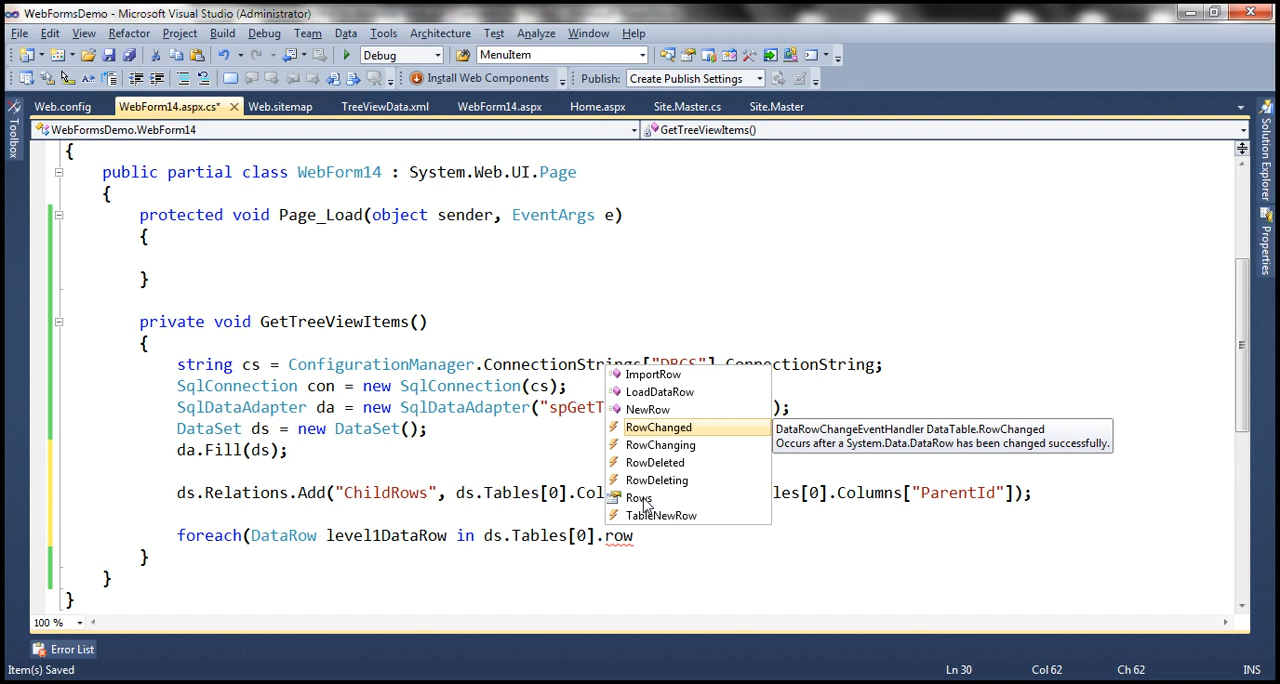 WebFormsDemo - Microsoft Visual Studio (Administrator)
File Edit View Refactor Project Build Debug Team Data Tools Architecture Test Analyze Window Help
Debug MenuItem
Install Web Components Publish: Create Publish Settings
Web.config WebForm14.aspx.cs* Web.sitemap TreeViewData.xml WebForm14.aspx Home.aspx Site.Master.cs Site.Master
WebFormsDemo.WebForm14 GetTreeViewItems()
Toolbox
Solution Explorer
Properties
{
public partial class WebForm14 : System.Web.UI.Page
{
protected void Page_Load(object sender, EventArgs e)
{
}
private void GetTreeViewItems()
{
string cs = ConfigurationManager.ConnectionStrings["DBCS"].ConnectionString;
SqlConnection con = new SqlConnection(cs);
SqlDataAdapter da = new SqlDataAdapter("spGetT );
DataSet ds = new DataSet();
da.Fill(ds);
ds.Relations.Add("ChildRows", ds.Tables[0].Col les[0].Columns["ParentId"]);
foreach(DataRow level1DataRow in ds.Tables[0].row
}
}
}
ImportRow
LoadDataRow
NewRow
RowChanged
RowChanging
RowDeleted
RowDeleting
Rows
TableNewRow
DataRowChangeEventHandler DataTable.RowChanged
Occurs after a System.Data.DataRow has been changed successfully.
100 %
Error List
Item(s) Saved Ln 30 Col 62 Ch 62 INS